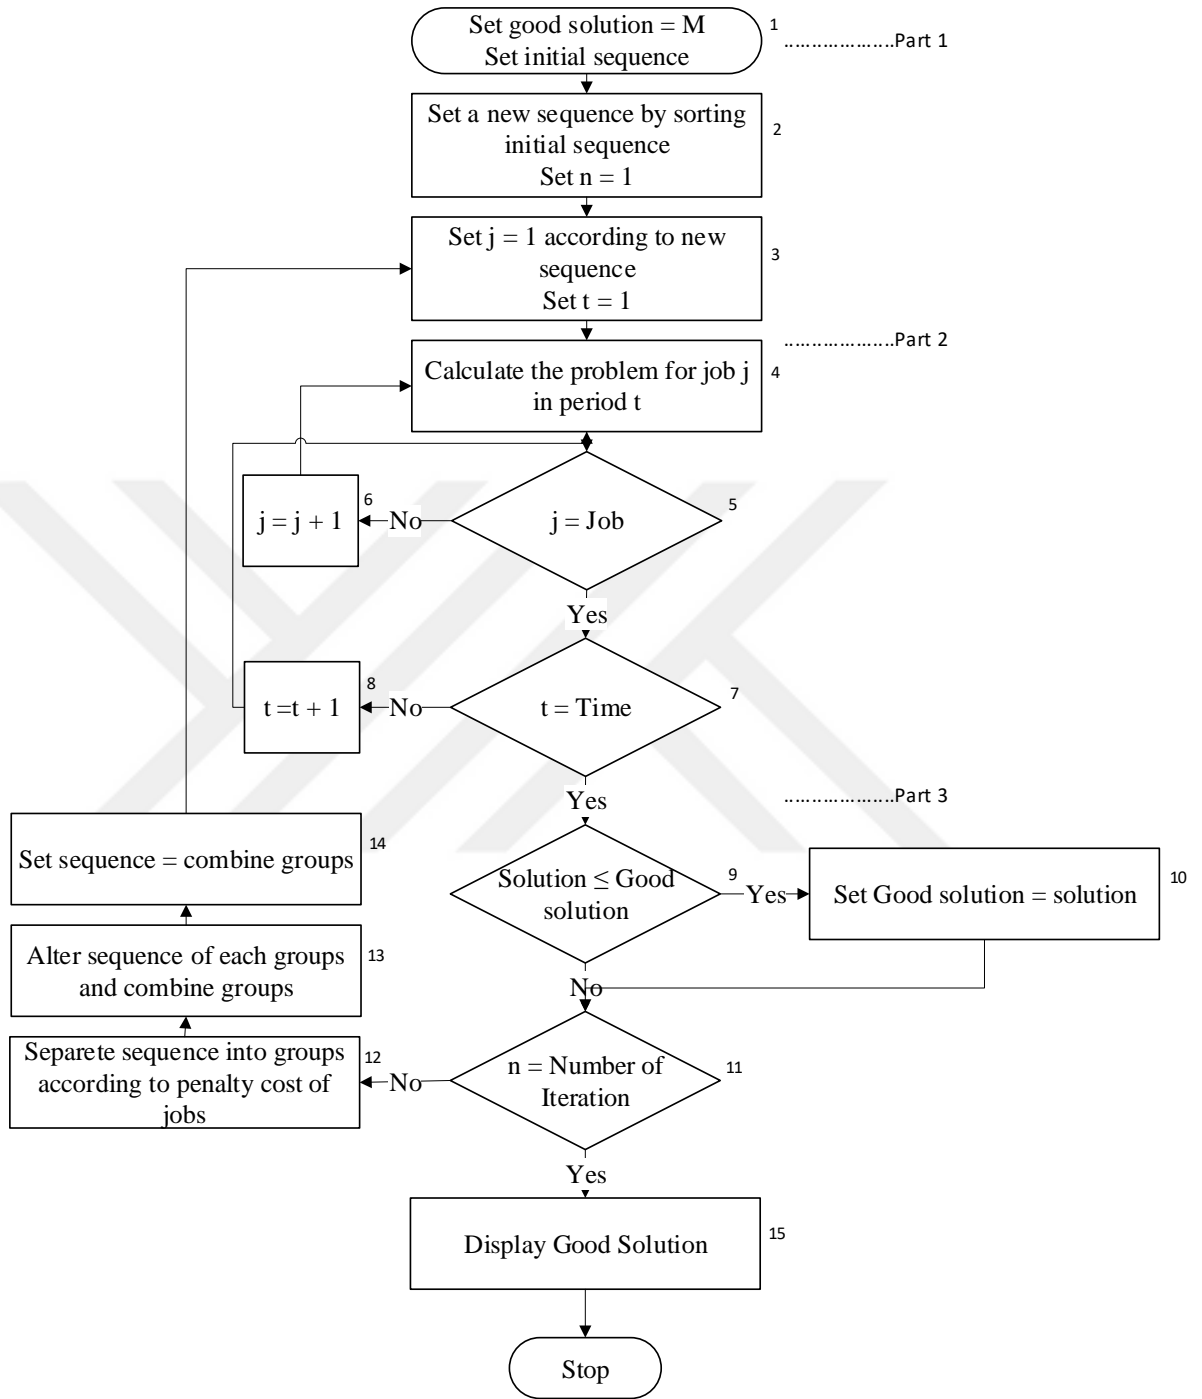 Set good solution = M
Set initial sequence
1
....................Part 1
Set a new sequence by sorting
initial sequence
Set n = 1
2
Set j = 1 according to new
sequence
Set t = 1
3
....................Part 2
Calculate the problem for job j
in period t
4
j = j + 1
6
No
j = Job
5
Yes
t =t + 1
8
No
t = Time
7
Yes
....................Part 3
Set sequence = combine groups
14
Solution ≤ Good
solution
9
Yes
Set Good solution = solution
10
Alter sequence of each groups
and combine groups
13
No
Separete sequence into groups
according to penalty cost of
jobs
12
No
n = Number of
Iteration
11
Yes
Display Good Solution
15
Stop